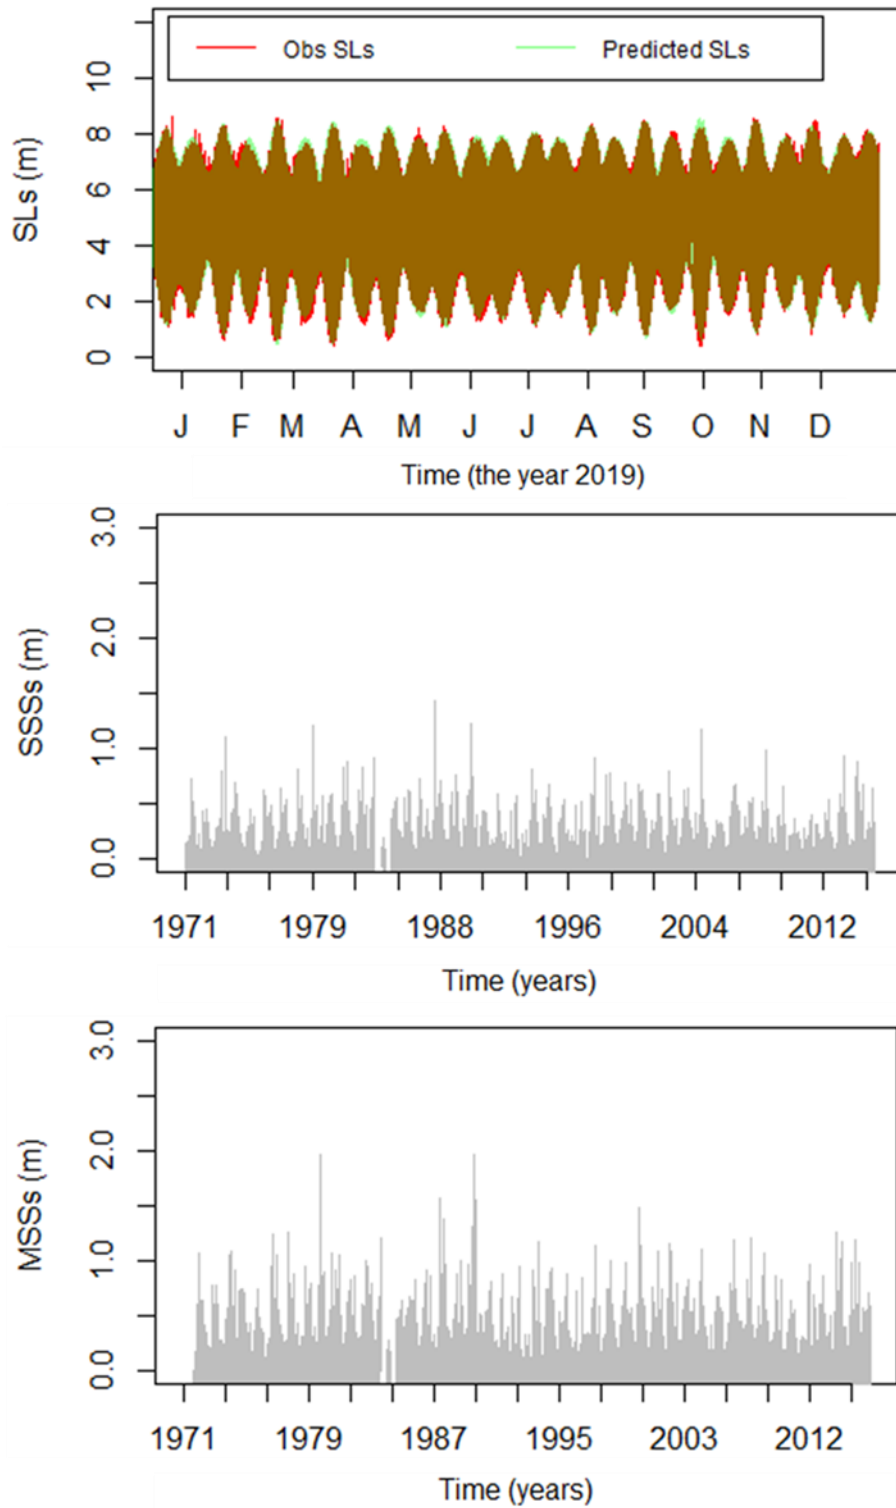 Obs SLs Predicted SLs
SLs (m)
10
8
6
4
2
0
J F M A M J J A S O N D
Time (the year 2019)
SSSs (m)
3.0
2.0
1.0
0.0
1971 1979 1988 1996 2004 2012
Time (years)
MSSs (m)
3.0
2.0
1.0
0.0
1971 1979 1987 1995 2003 2012
Time (years)